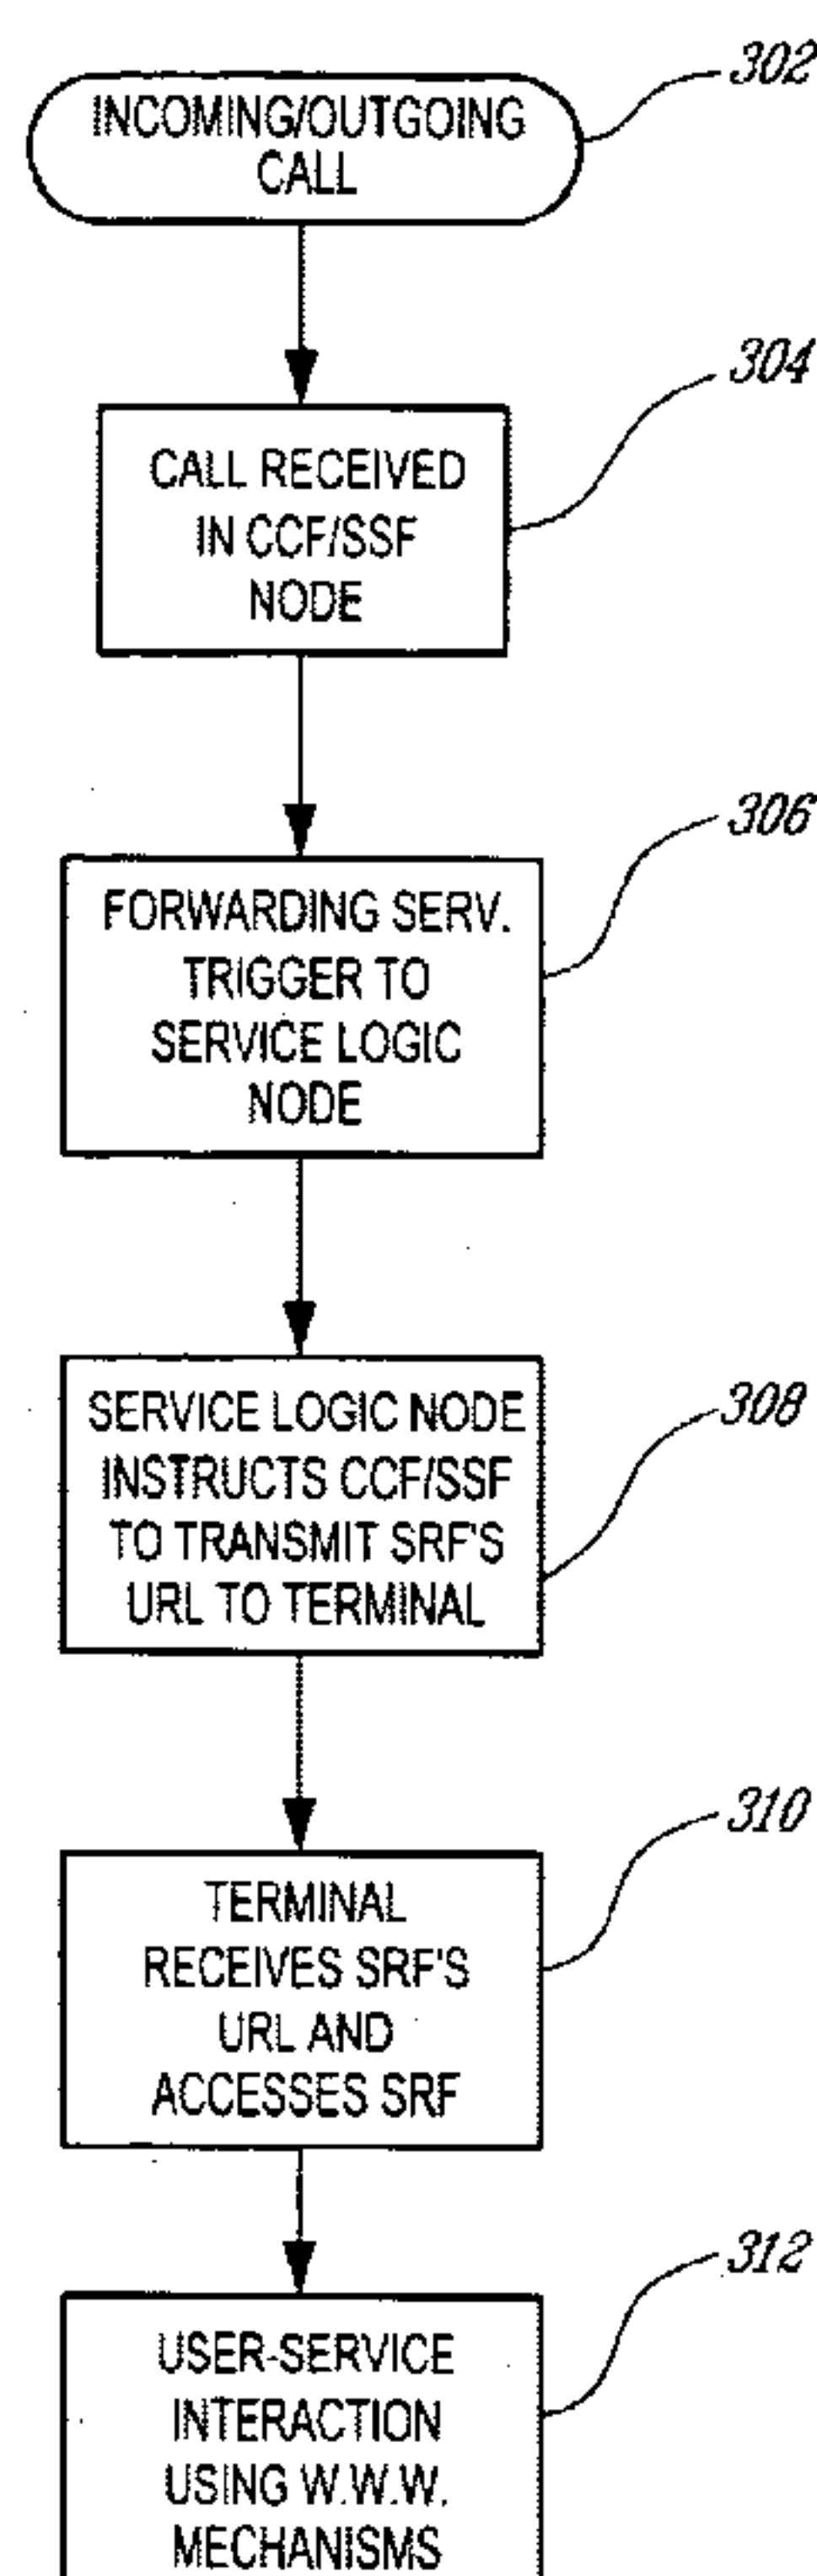 302
INCOMING/OUTGOING
CALL
304
CALL RECEIVED
IN CCF/SSF
NODE
306
FORWARDING SERV.
TRIGGER TO
SERVICE LOGIC
NODE
308
SERVICE LOGIC NODE
INSTRUCTS CCF/SSF
TO TRANSMIT SRF'S
URL TO TERMINAL
310
TERMINAL
RECEIVES SRF'S
URL AND
ACCESSES SRF
312
USER-SERVICE
INTERACTION
USING W.W.W.
MECHANISMS